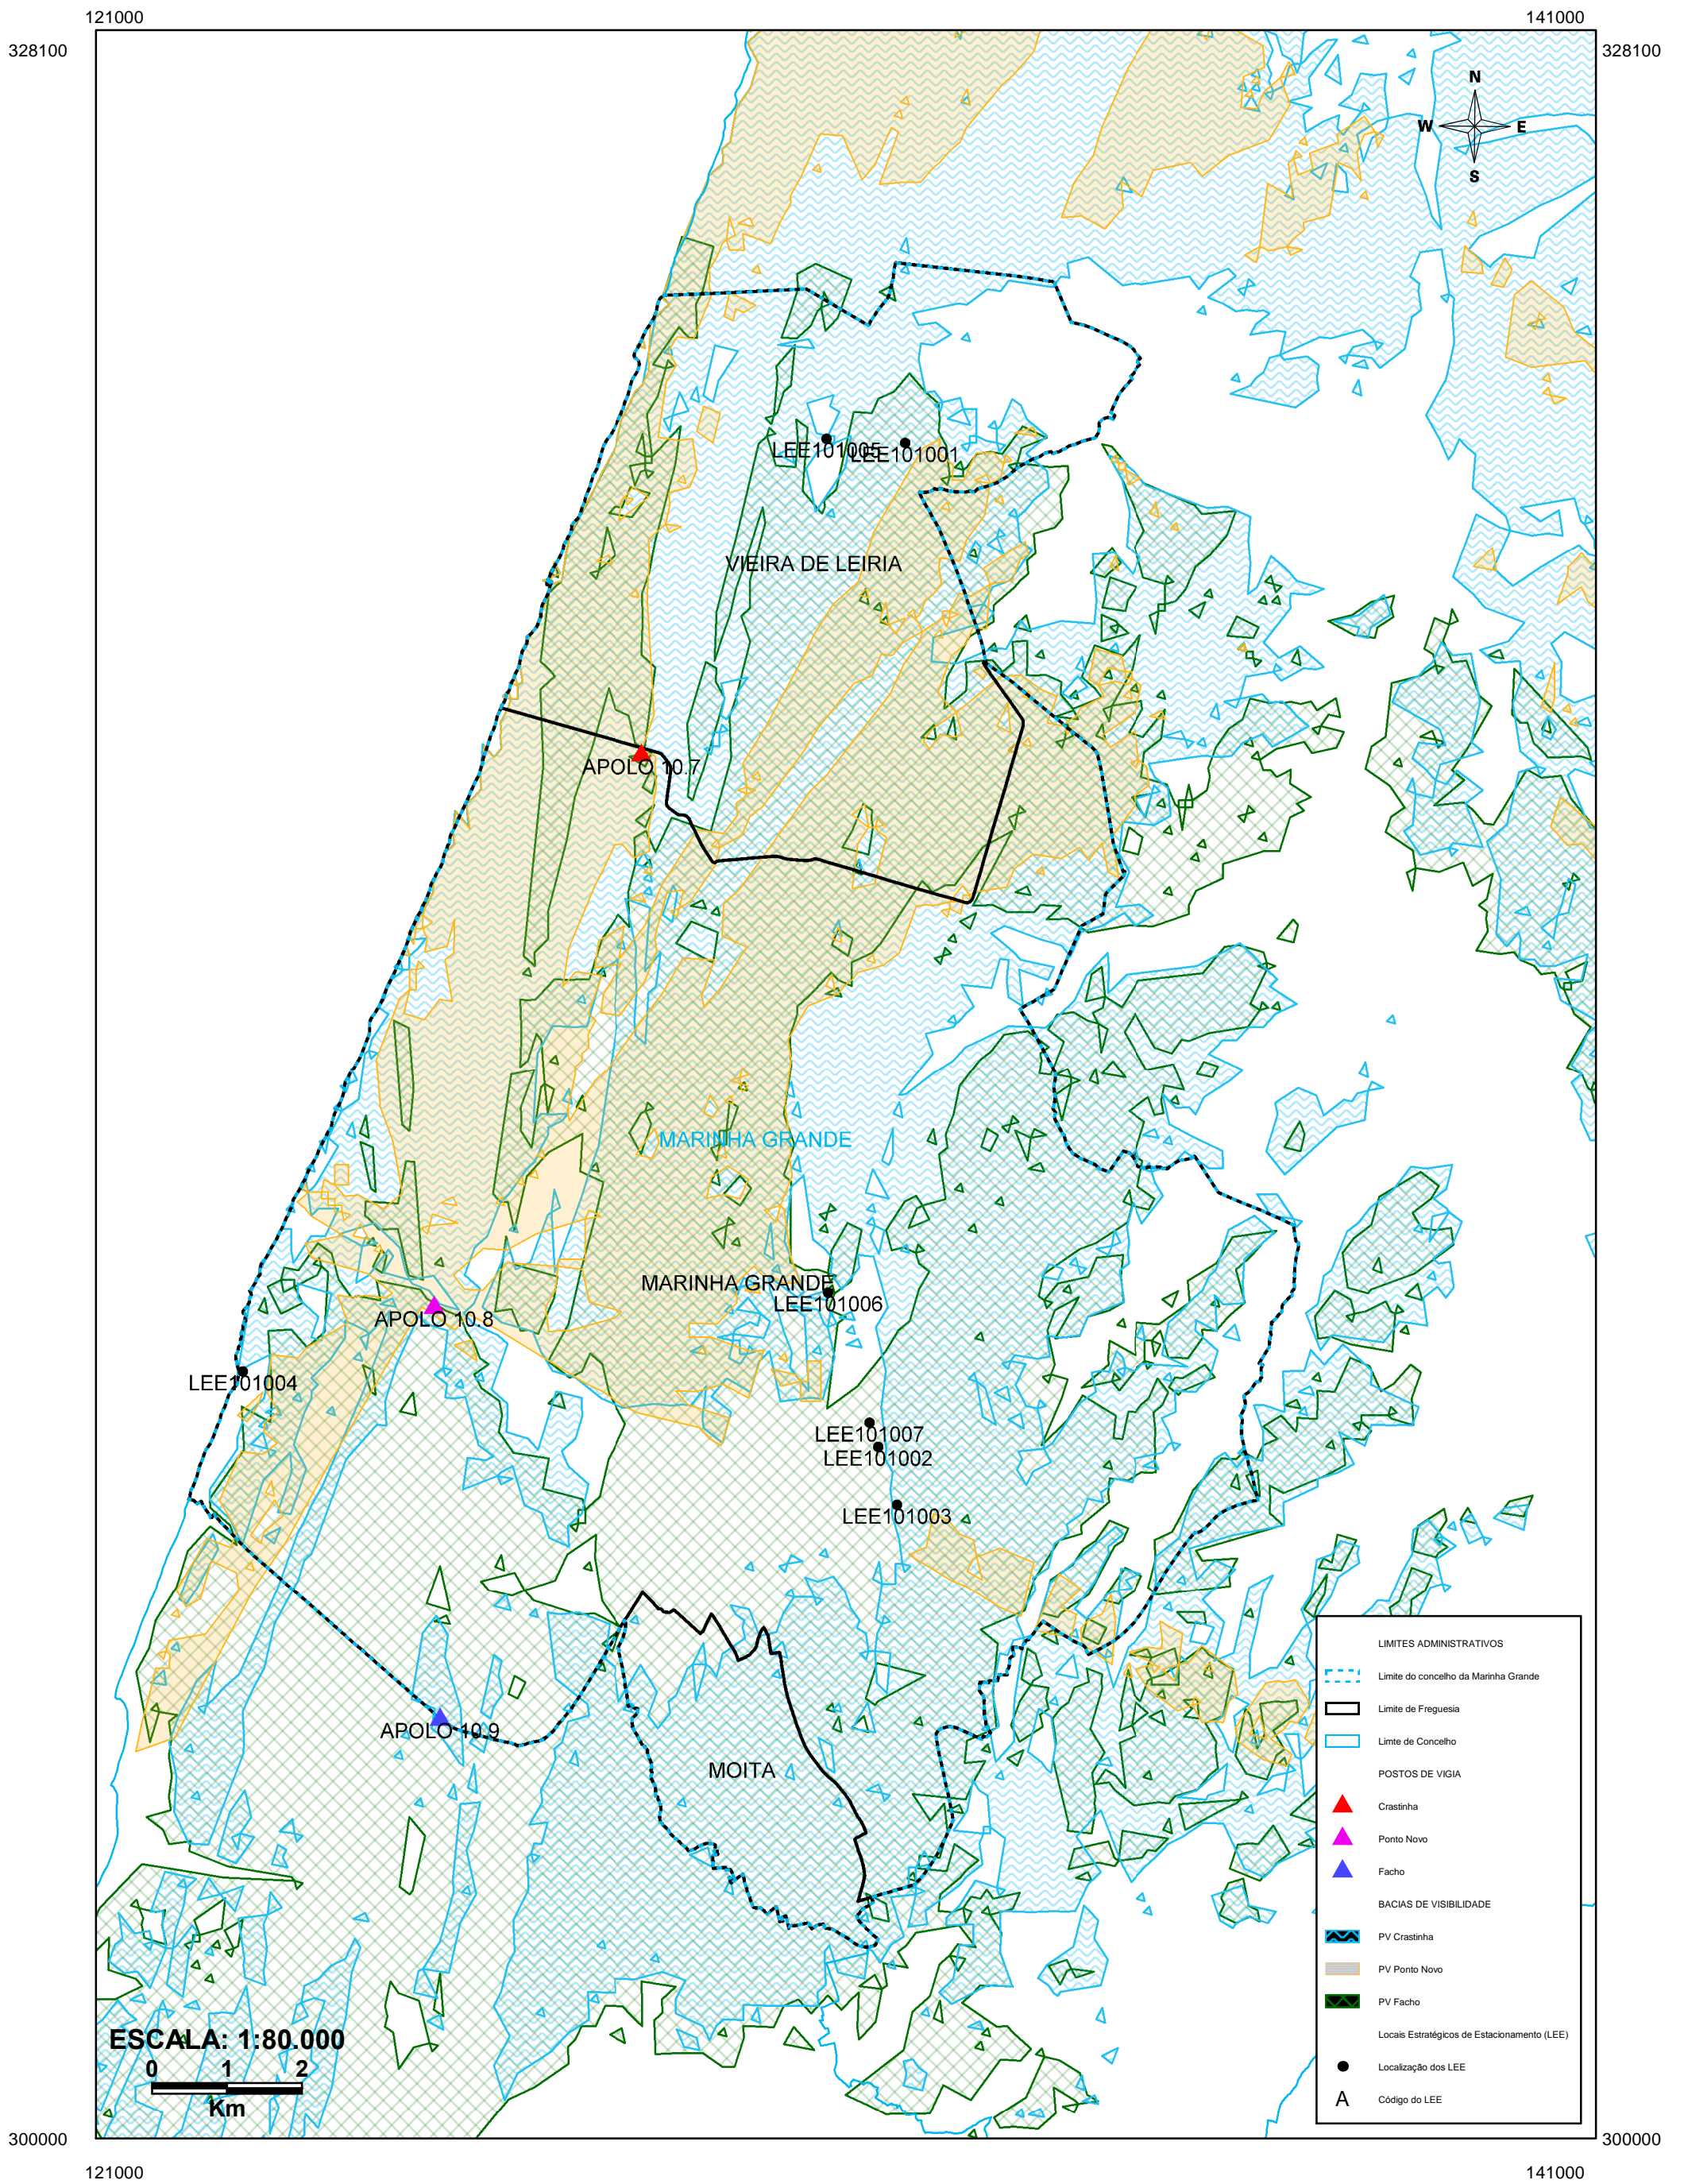 121000
141000
328100
328100
N
W
E
S
LEE101005
LEE101001
VIEIRA DE LEIRIA
APOLO 10.7
MARINHA GRANDE
MARINHA GRANDE
LEE101006
APOLO 10.8
LEE101004
LEE101007
LEE101002
LEE101003
APOLO 10.9
MOITA
LIMITES ADMINISTRATIVOS
Limite do concelho da Marinha Grande
Limite de Freguesia
Limte de Concelho
POSTOS DE VIGIA
Crastinha
Ponto Novo
Facho
BACIAS DE VISIBILIDADE
PV Crastinha
PV Ponto Novo
PV Facho
Locais Estratégicos de Estacionamento (LEE)
Localização dos LEE
A Código do LEE
ESCALA: 1:80.000
0 1 2
Km
300000
300000
121000
141000